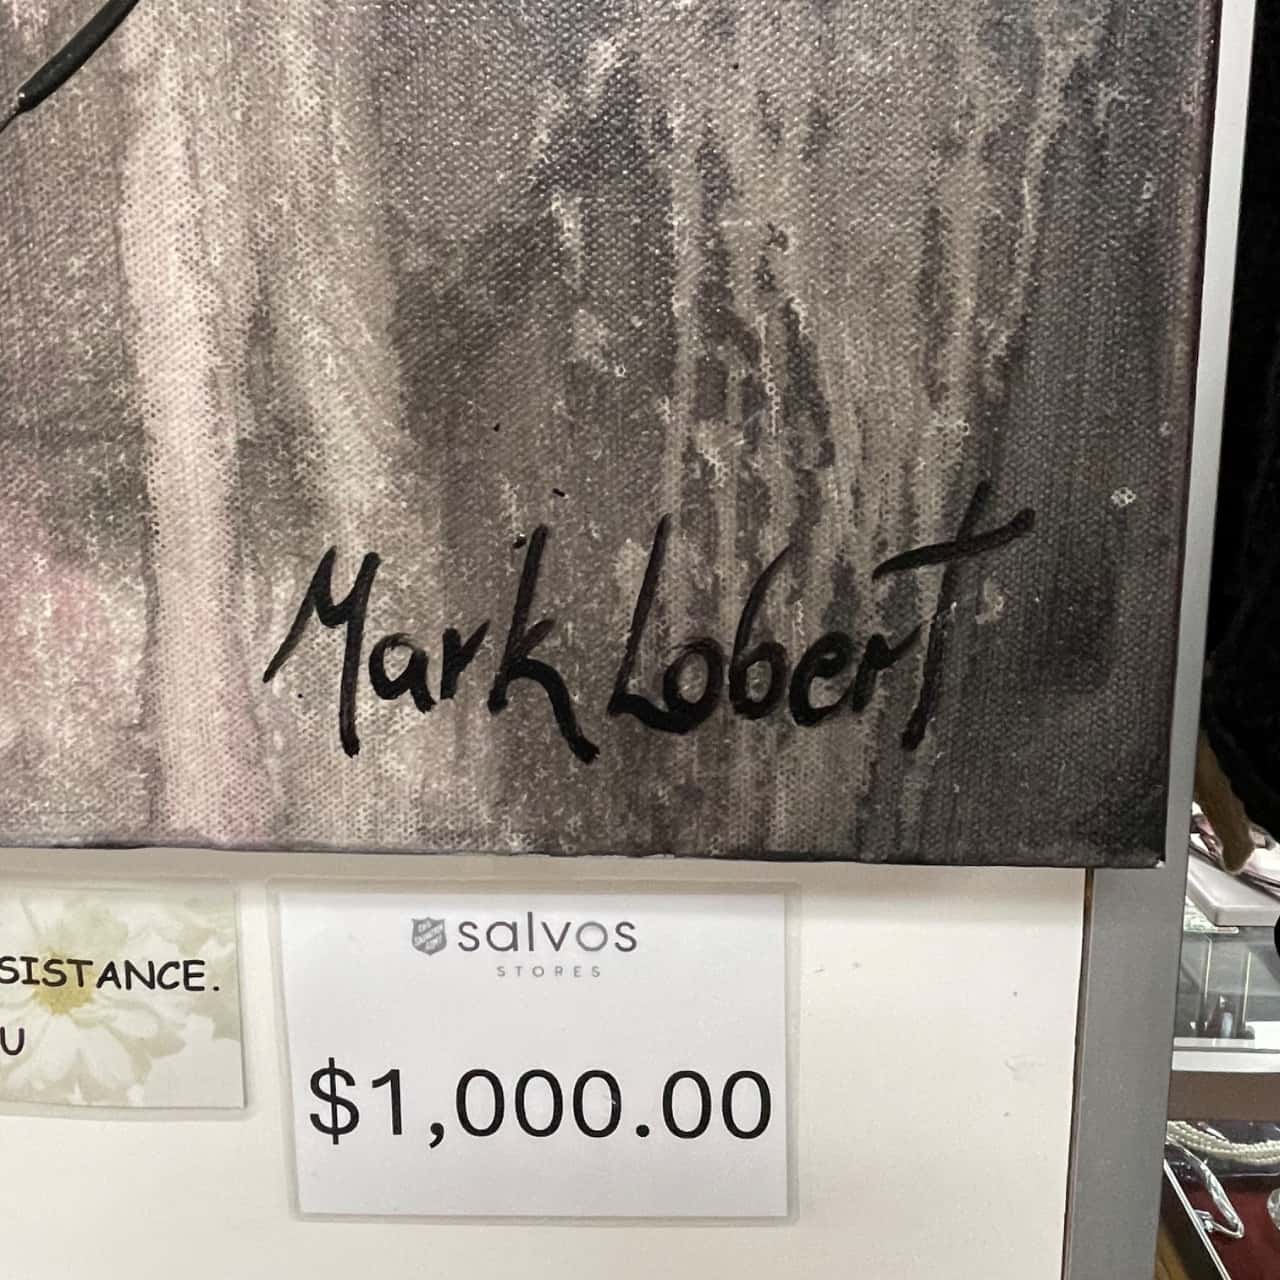 Mark Lobert
SISTANCE.
U
salvos
STORES
$1,000.00